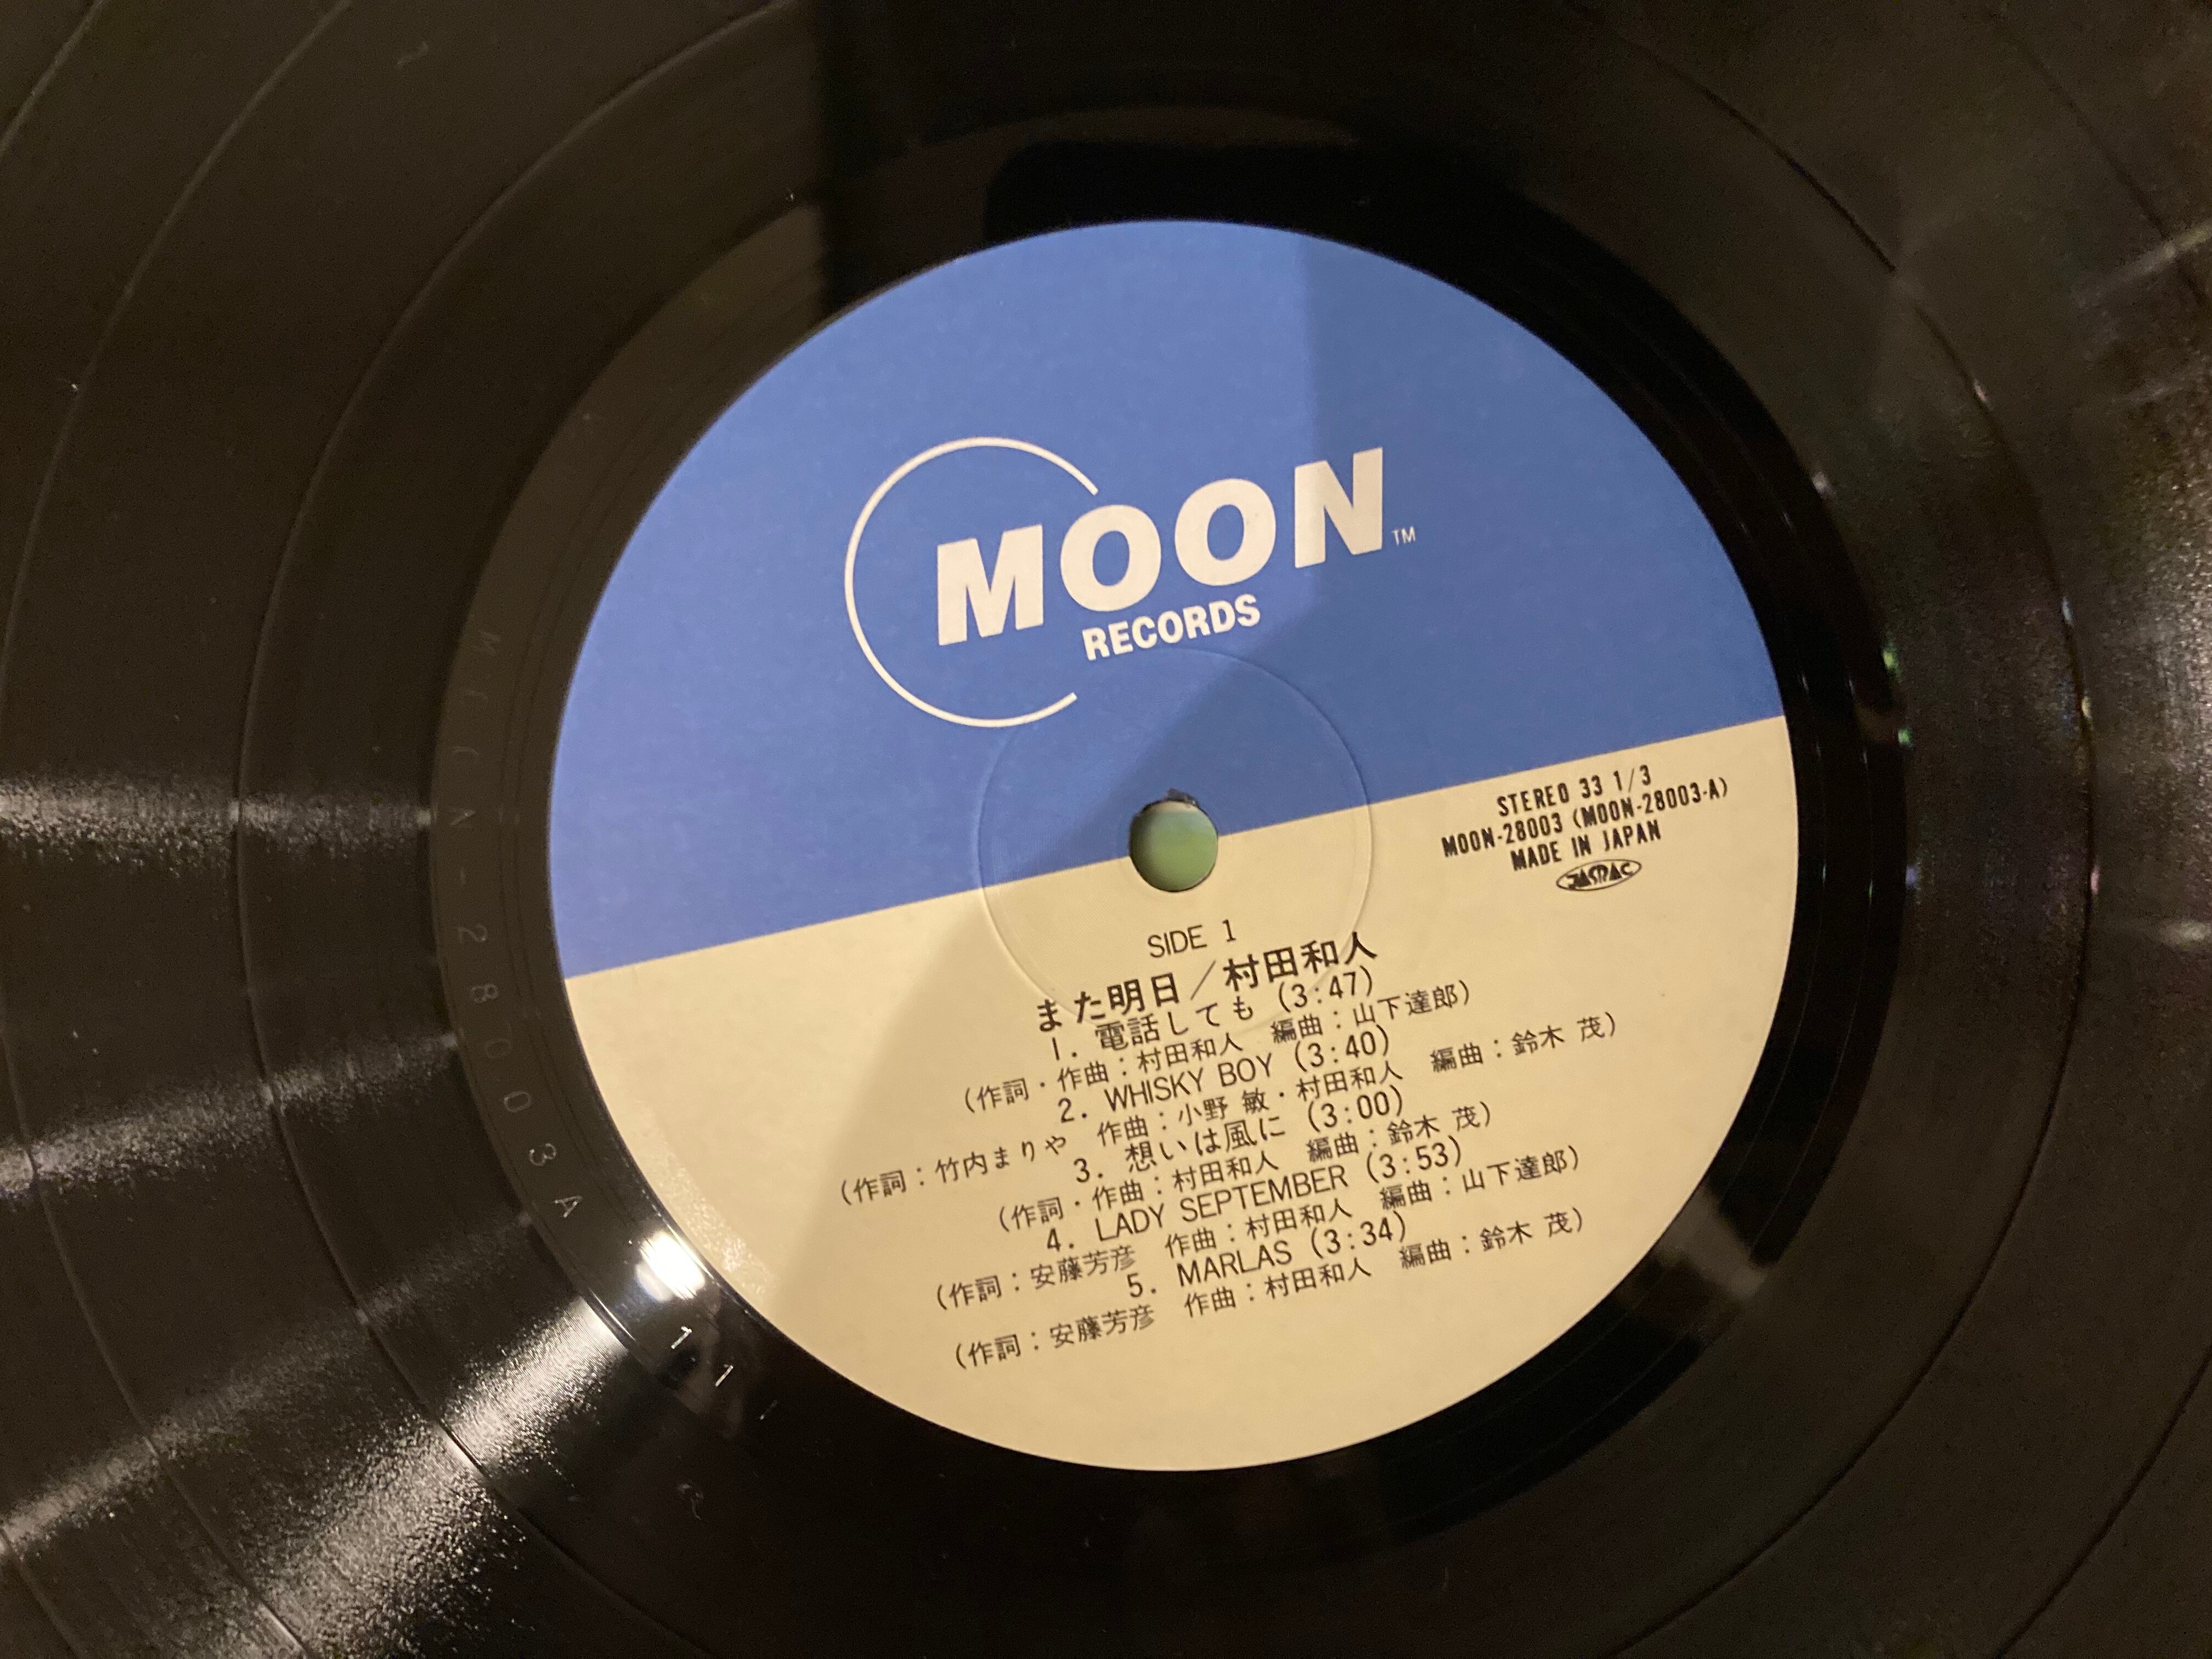 MOON TM
RECORDS
STEREO 33 1/3
MOON-28003 (MOON-28003-A)
MADE IN JAPAN
JASRAC
SIDE 1
また明日／村田和人
1. 電話しても (3:47)
(作詞・作曲：村田和人 編曲：山下達郎)
2. WHISKY BOY (3:40)
(作詞：竹内まりや 作曲：小野 敏・村田和人 編曲：鈴木 茂)
3. 想いは風に (3:00)
(作詞・作曲：村田和人 編曲：鈴木 茂)
4. LADY SEPTEMBER (3:53)
(作詞：安藤芳彦 作曲：村田和人 編曲：山下達郎)
5. MARLAS (3:34)
(作詞：安藤芳彦 作曲：村田和人 編曲：鈴木 茂)
-28003A